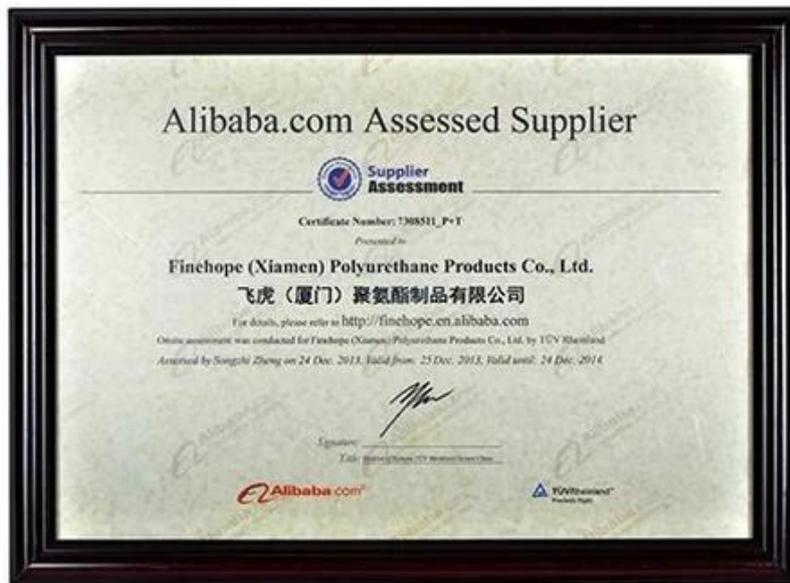 Alibaba.com Assessed Supplier
Supplier
Assessment
Certificate Number: 7308511_P+T
Presented to
Finehope (Xiamen) Polyurethane Products Co., Ltd.
飞虎（厦门）聚氨酯制品有限公司
For details, please refer to http://finehope.en.alibaba.com
Onsite assessment was conducted for Finehope (Xiamen) Polyurethane Products Co., Ltd. by TÜV Rheinland
Assessed by Songzhi Zheng on 24 Dec. 2013, Valid from: 25 Dec. 2013, Valid until: 24 Dec. 2014
Signature:
Title:
Alibaba.com®
TÜVRheinland®
Precisely Right.